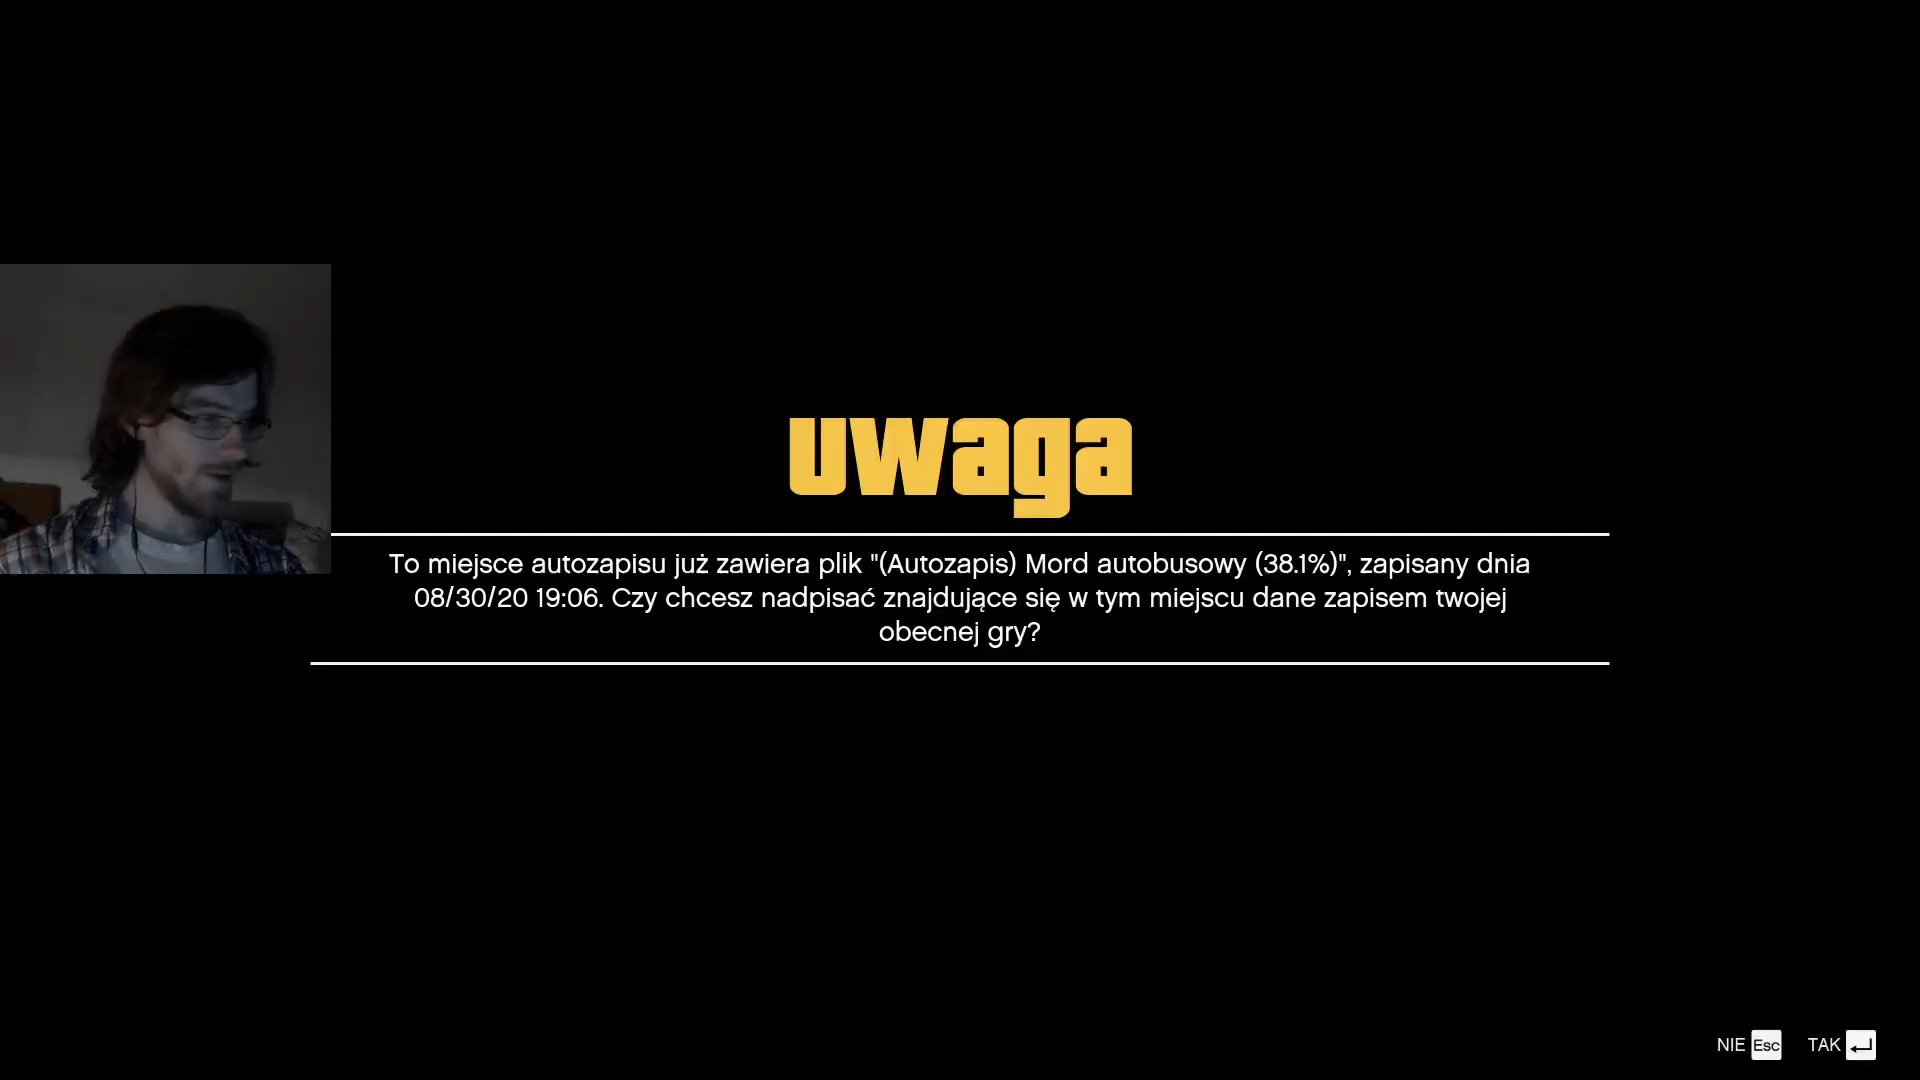 uwaga
To miejsce autozapisu już zawiera plik "(Autozapis) Mord autobusowy (38.1%)", zapisany dnia
08/30/20 19:06. Czy chcesz nadpisać znajdujące się w tym miejscu dane zapisem twojej
obecnej gry?
NIE Esc TAK